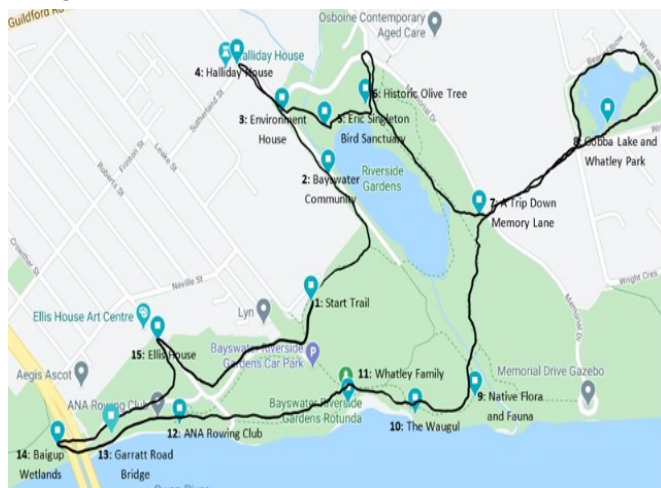 Guildford Rd
Osboine Contemporary
Aged Care
Halliday House
4: Halliday House
Sutherland St
3: Environment
House
5: Eric Singleton
Bird Sanctuary
6: Historic Olive Tree
Memorial Dr
8: Gobba Lake and
Whatley Park
Frinton St
Leake St
Roberts St
2: Bayswater
Community
Riverside
Gardens
7: A Trip Down
Memory Lane
Crowther St
Neville St
1: Start Trail
Wright Cres
Memorial Dr
Ellis House Art Centre
Lyn
15: Ellis House
Bayswater Riverside
Gardens Car Park
Aegis Ascot
11: Whatley Family
Memorial Drive Gazebo
ANA Rowing Club
Bayswater Riverside
Gardens Rotunda
9: Native Flora
and Fauna
12: ANA Rowing Club
10: The Waugul
14: Baigup
Wetlands
13: Garratt Road
Bridge